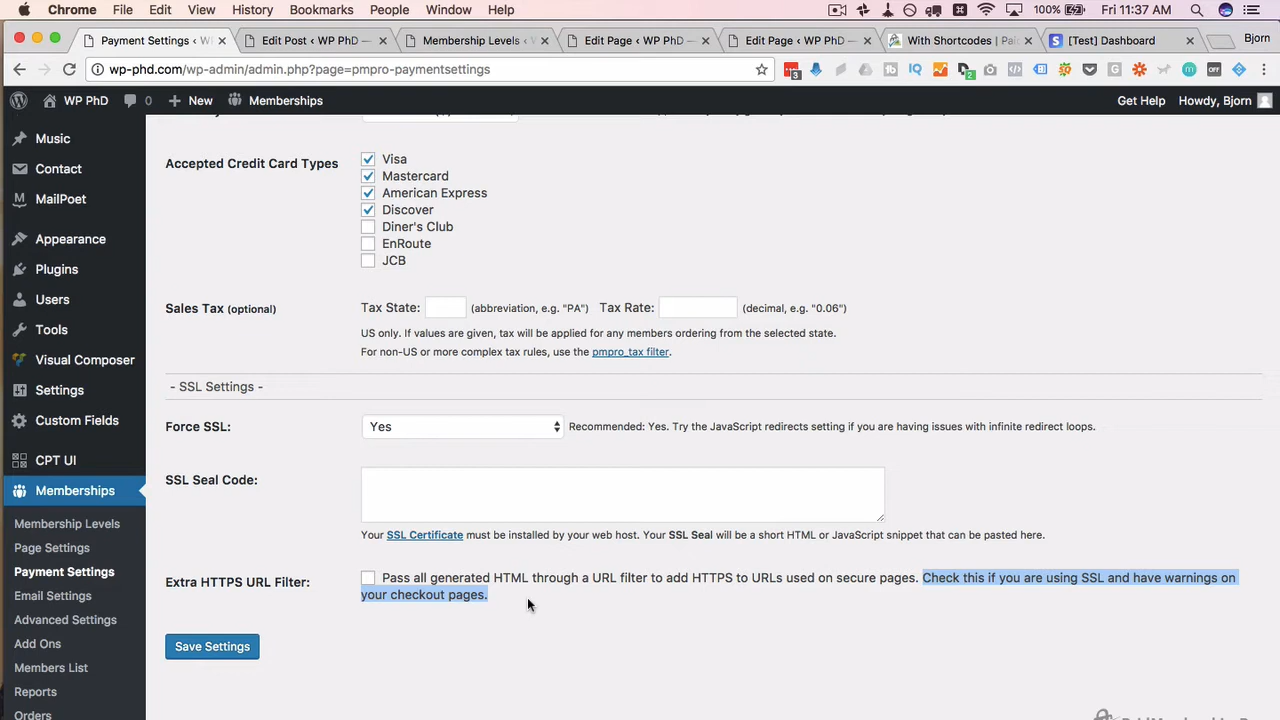 Chrome File Edit View History Bookmarks People Window Help 100% Fri 11:37 AM
Payment Settings ‹ W × Edit Post ‹ WP PhD × Membership Levels ‹ W × Edit Page ‹ WP PhD × Edit Page ‹ WP PhD × With Shortcodes | Paid × [Test] Dashboard × Bjorn
wp-phd.com/wp-admin/admin.php?page=pmpro-paymentsettings
WP PhD 0 New Memberships Get Help Howdy, Bjorn
Music
Contact
MailPoet
Appearance
Plugins
Users
Tools
Visual Composer
Settings
Custom Fields
CPT UI
Memberships
Membership Levels
Page Settings
Payment Settings
Email Settings
Advanced Settings
Add Ons
Members List
Reports
Orders
Accepted Credit Card Types
Visa
Mastercard
American Express
Discover
Diner's Club
EnRoute
JCB
Sales Tax (optional) Tax State: (abbreviation, e.g. "PA") Tax Rate: (decimal, e.g. "0.06")
US only. If values are given, tax will be applied for any members ordering from the selected state.
For non-US or more complex tax rules, use the pmpro_tax filter.
- SSL Settings -
Force SSL: Yes Recommended: Yes. Try the JavaScript redirects setting if you are having issues with infinite redirect loops.
SSL Seal Code:
Your SSL Certificate must be installed by your web host. Your SSL Seal will be a short HTML or JavaScript snippet that can be pasted here.
Extra HTTPS URL Filter: Pass all generated HTML through a URL filter to add HTTPS to URLs used on secure pages. Check this if you are using SSL and have warnings on
your checkout pages.
Save Settings